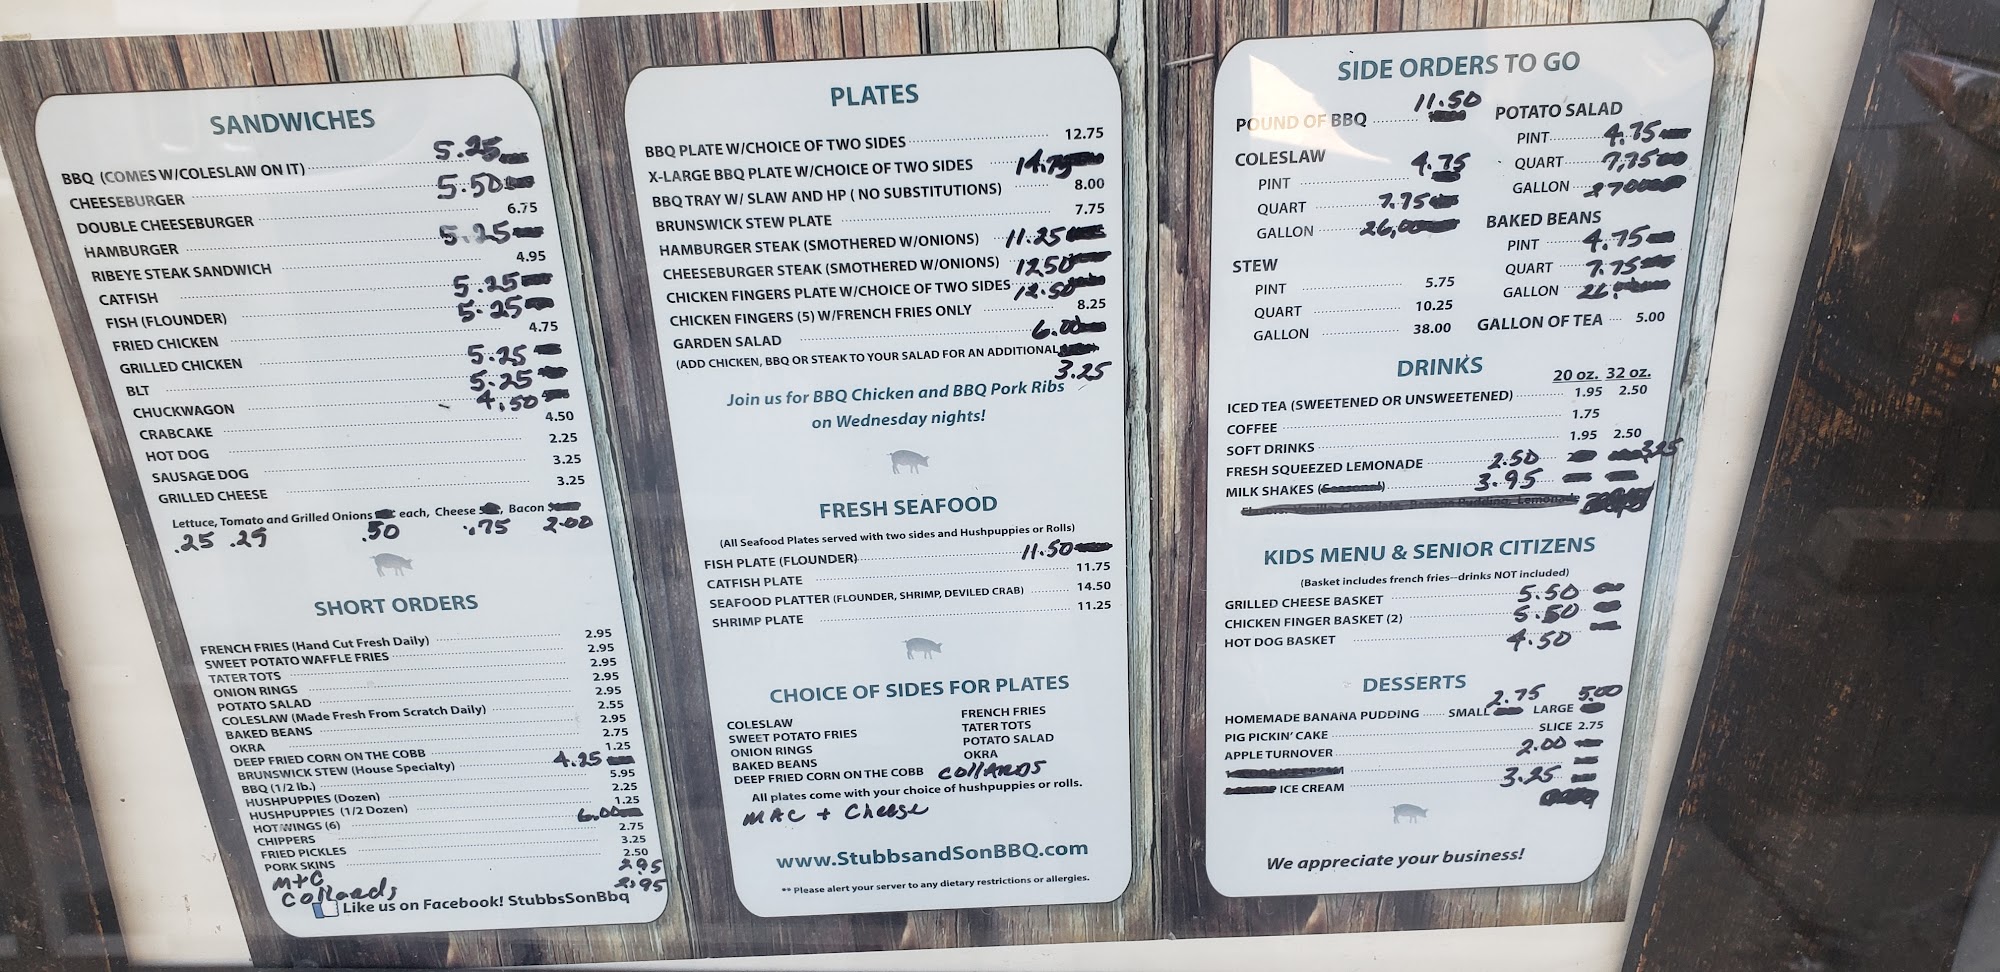 SANDWICHES
BBQ (COMES W/COLESLAW ON IT) 5.25
CHEESEBURGER 5.50
DOUBLE CHEESEBURGER 6.75
HAMBURGER 5.25
RIBEYE STEAK SANDWICH 4.95
CATFISH 5.25
FISH (FLOUNDER) 5.25
FRIED CHICKEN 4.75
GRILLED CHICKEN 5.25
BLT 5.25
CHUCKWAGON 4.50
CRABCAKE 4.50
HOT DOG 2.25
SAUSAGE DOG 3.25
GRILLED CHEESE 3.25
Lettuce, Tomato and Grilled Onions each, Cheese , Bacon
.25 .25 .50 .75 2.00
SHORT ORDERS
FRENCH FRIES (Hand Cut Fresh Daily) 2.95
SWEET POTATO WAFFLE FRIES 2.95
TATER TOTS 2.95
ONION RINGS 2.95
POTATO SALAD 2.95
COLESLAW (Made Fresh From Scratch Daily) 2.55
BAKED BEANS 2.95
OKRA 2.75
DEEP FRIED CORN ON THE COBB 1.25
BRUNSWICK STEW (House Specialty) 4.25
BBQ (1/2 lb.) 5.95
HUSHPUPPIES (Dozen) 2.25
HUSHPUPPIES (1/2 Dozen) 1.25
HOT WINGS (6) 6.00
CHIPPERS 2.75
FRIED PICKLES 3.25
PORK SKINS 2.50
M+C 2.95
Collards 2.95
Like us on Facebook! StubbsSonBbq
PLATES
BBQ PLATE W/CHOICE OF TWO SIDES 12.75
X-LARGE BBQ PLATE W/CHOICE OF TWO SIDES 14.75
BBQ TRAY W/ SLAW AND HP ( NO SUBSTITUTIONS) 8.00
BRUNSWICK STEW PLATE 7.75
HAMBURGER STEAK (SMOTHERED W/ONIONS) 11.25
CHEESEBURGER STEAK (SMOTHERED W/ONIONS) 12.50
CHICKEN FINGERS PLATE W/CHOICE OF TWO SIDES 12.50
CHICKEN FINGERS (5) W/FRENCH FRIES ONLY 8.25
GARDEN SALAD 6.00
(ADD CHICKEN, BBQ OR STEAK TO YOUR SALAD FOR AN ADDITIONAL
3.25
Join us for BBQ Chicken and BBQ Pork Ribs
on Wednesday nights!
FRESH SEAFOOD
(All Seafood Plates served with two sides and Hushpuppies or Rolls)
FISH PLATE (FLOUNDER) 11.50
CATFISH PLATE 11.75
SEAFOOD PLATTER (FLOUNDER, SHRIMP, DEVILED CRAB) 14.50
SHRIMP PLATE 11.25
CHOICE OF SIDES FOR PLATES
COLESLAW FRENCH FRIES
SWEET POTATO FRIES TATER TOTS
ONION RINGS POTATO SALAD
BAKED BEANS OKRA
DEEP FRIED CORN ON THE COBB COllARDS
All plates come with your choice of hushpuppies or rolls.
MAC + Cheese
www.StubbsandSonBBQ.com
** Please alert your server to any dietary restrictions or allergies.
SIDE ORDERS TO GO
POUND OF BBQ 11.50
COLESLAW
PINT 4.75
QUART 7.75
GALLON 26.00
STEW
PINT 5.75
QUART 10.25
GALLON 38.00
POTATO SALAD
PINT 4.75
QUART 7.75
GALLON
BAKED BEANS
PINT 4.75
QUART 7.75
GALLON 26.
GALLON OF TEA 5.00
DRINKS
20 oz. 32 oz.
ICED TEA (SWEETENED OR UNSWEETENED) 1.95 2.50
COFFEE 1.75
SOFT DRINKS 1.95 2.50
FRESH SQUEEZED LEMONADE 2.50 3.25
MILK SHAKES (Seasonal) 3.95
KIDS MENU & SENIOR CITIZENS
(Basket includes french fries--drinks NOT included)
GRILLED CHEESE BASKET 5.50
CHICKEN FINGER BASKET (2) 5.50
HOT DOG BASKET 4.50
DESSERTS
HOMEMADE BANANA PUDDING SMALL 2.75 LARGE 5.00
PIG PICKIN' CAKE SLICE 2.75
APPLE TURNOVER 2.00
ICE CREAM 3.25
We appreciate your business!